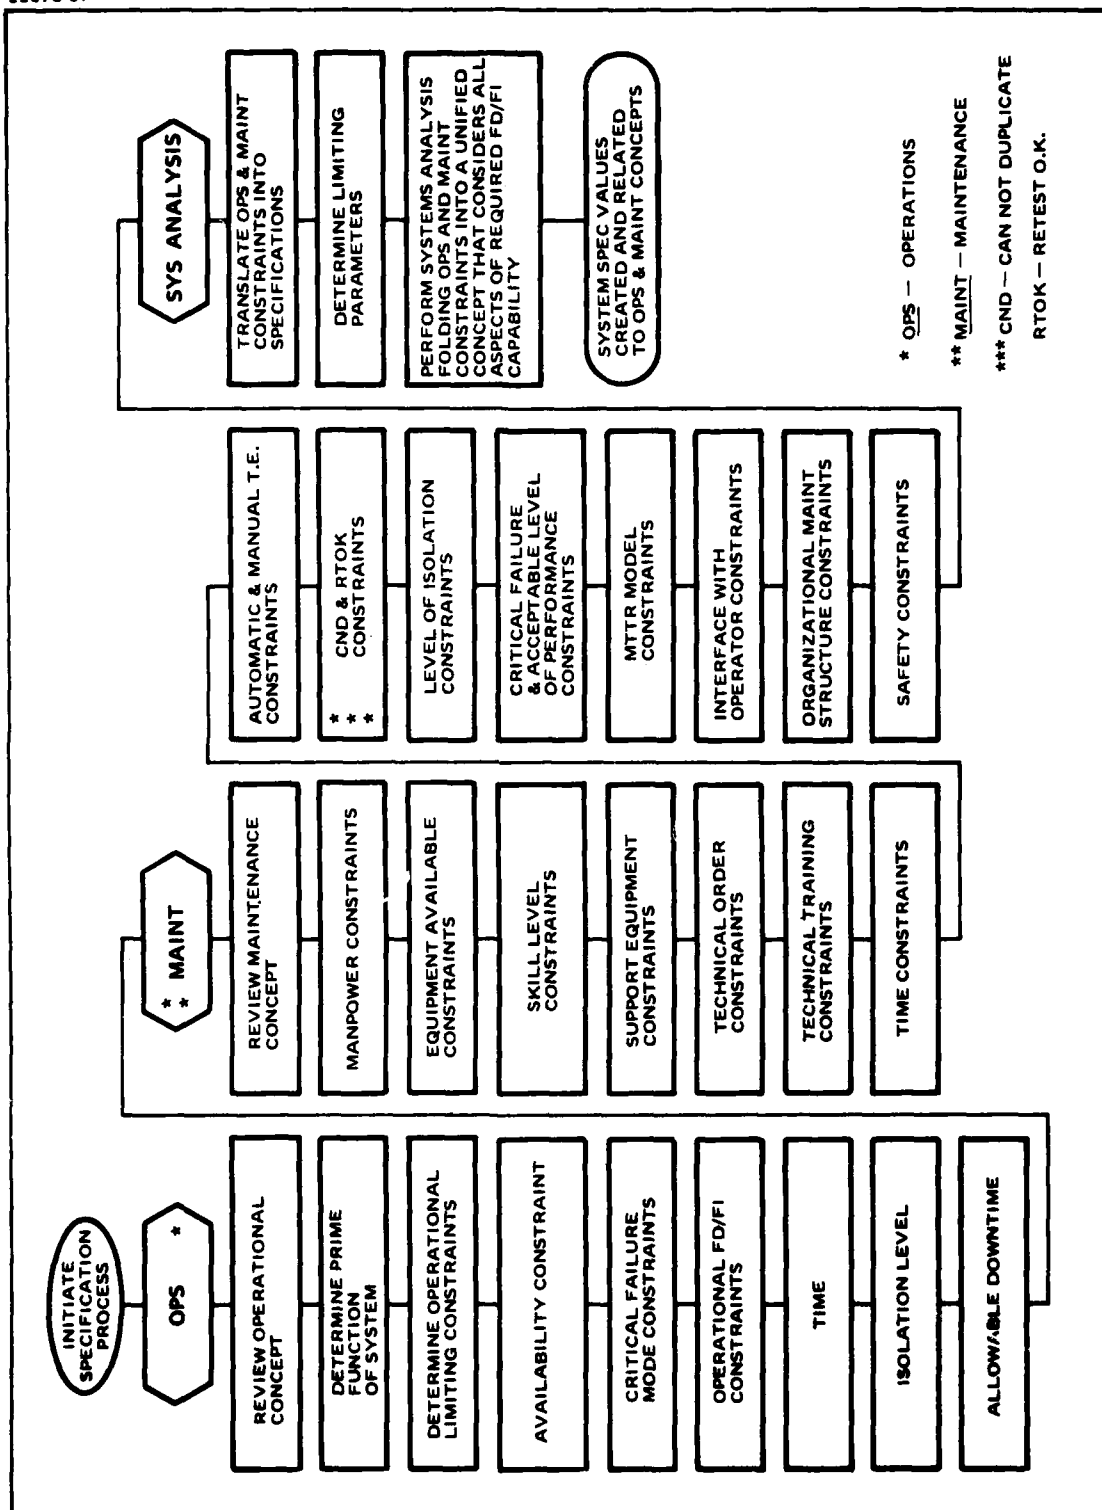 INITIATE
SPECIFICATION
PROCESS
OPS *
REVIEW OPERATIONAL
CONCEPT
DETERMINE PRIME
FUNCTION
OF SYSTEM
DETERMINE OPERATIONAL
LIMITING CONSTRAINTS
AVAILABILITY CONSTRAINT
CRITICAL FAILURE
MODE CONSTRAINTS
OPERATIONAL FD/FI
CONSTRAINTS
TIME
ISOLATION LEVEL
ALLOWABLE DOWNTIME
** MAINT
REVIEW MAINTENANCE
CONCEPT
MANPOWER CONSTRAINTS
EQUIPMENT AVAILABLE
CONSTRAINTS
SKILL LEVEL
CONSTRAINTS
SUPPORT EQUIPMENT
CONSTRAINTS
TECHNICAL ORDER
CONSTRAINTS
TECHNICAL TRAINING
CONSTRAINTS
TIME CONSTRAINTS
AUTOMATIC & MANUAL T.E.
CONSTRAINTS
*** CND & RTOK
CONSTRAINTS
LEVEL OF ISOLATION
CONSTRAINTS
CRITICAL FAILURE
& ACCEPTABLE LEVEL
OF PERFORMANCE
CONSTRAINTS
MTTR MODEL
CONSTRAINTS
INTERFACE WITH
OPERATOR CONSTRAINTS
ORGANIZATIONAL MAINT
STRUCTURE CONSTRAINTS
SAFETY CONSTRAINTS
SYS ANALYSIS
TRANSLATE OPS & MAINT
CONSTRAINTS INTO
SPECIFICATIONS
DETERMINE LIMITING
PARAMETERS
PERFORM SYSTEMS ANALYSIS
FOLDING OPS AND MAINT
CONSTRAINTS INTO A UNIFIED
CONCEPT THAT CONSIDERS ALL
ASPECTS OF REQUIRED FD/FI
CAPABILITY
SYSTEM SPEC VALUES
CREATED AND RELATED
TO OPS & MAINT CONCEPTS
* OPS — OPERATIONS
** MAINT — MAINTENANCE
*** CND — CAN NOT DUPLICATE
RTOK — RETEST O.K.